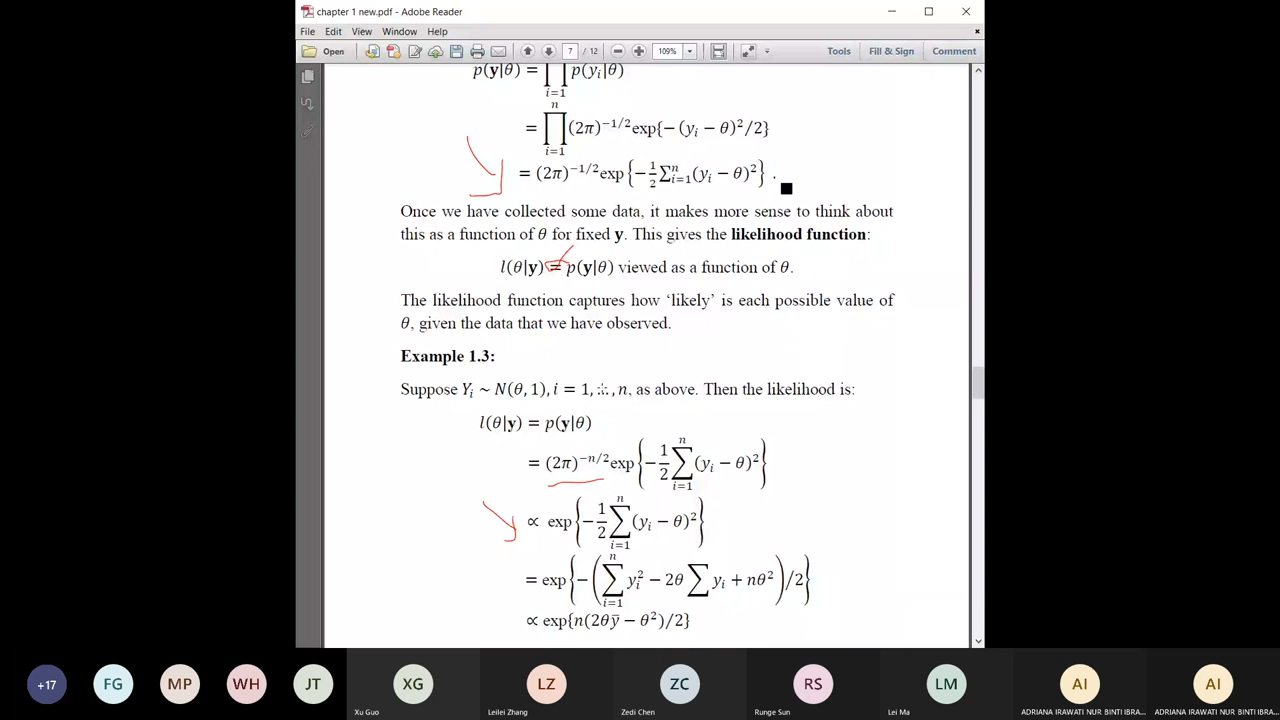 chapter 1 new.pdf - Adobe Reader
File Edit View Window Help
Open 7 / 12 109% Tools Fill & Sign Comment
p(y|θ) = ∏ p(yᵢ|θ)
i=1
n
= ∏ (2π)^{−1/2}exp{−(yᵢ − θ)²/2}
i=1
= (2π)^{−1/2}exp{−1/2 ∑ⁿᵢ₌₁(yᵢ − θ)²} . ■
Once we have collected some data, it makes more sense to think about
this as a function of θ for fixed y. This gives the likelihood function:
l(θ|y) = p(y|θ) viewed as a function of θ.
The likelihood function captures how ‘likely’ is each possible value of
θ, given the data that we have observed.
Example 1.3:
Suppose Yᵢ ~ N(θ, 1), i = 1, … , n, as above. Then the likelihood is:
l(θ|y) = p(y|θ)
= (2π)^{−n/2}exp{−1/2 ∑ⁿᵢ₌₁(yᵢ − θ)²}
∝ exp{−1/2 ∑ⁿᵢ₌₁(yᵢ − θ)²}
= exp{−(∑ⁿᵢ₌₁ yᵢ² − 2θ ∑ yᵢ + nθ²)/2}
∝ exp{n(2θȳ − θ²)/2}
+17 FG MP WH JT XG LZ ZC RS LM AI AI
Xu Guo Leilei Zhang Zedi Chen Runge Sun Lei Ma ADRIANA IRAWATI NUR BINTI IBRA... ADRIANA IRAWATI NUR BINTI IBRA...